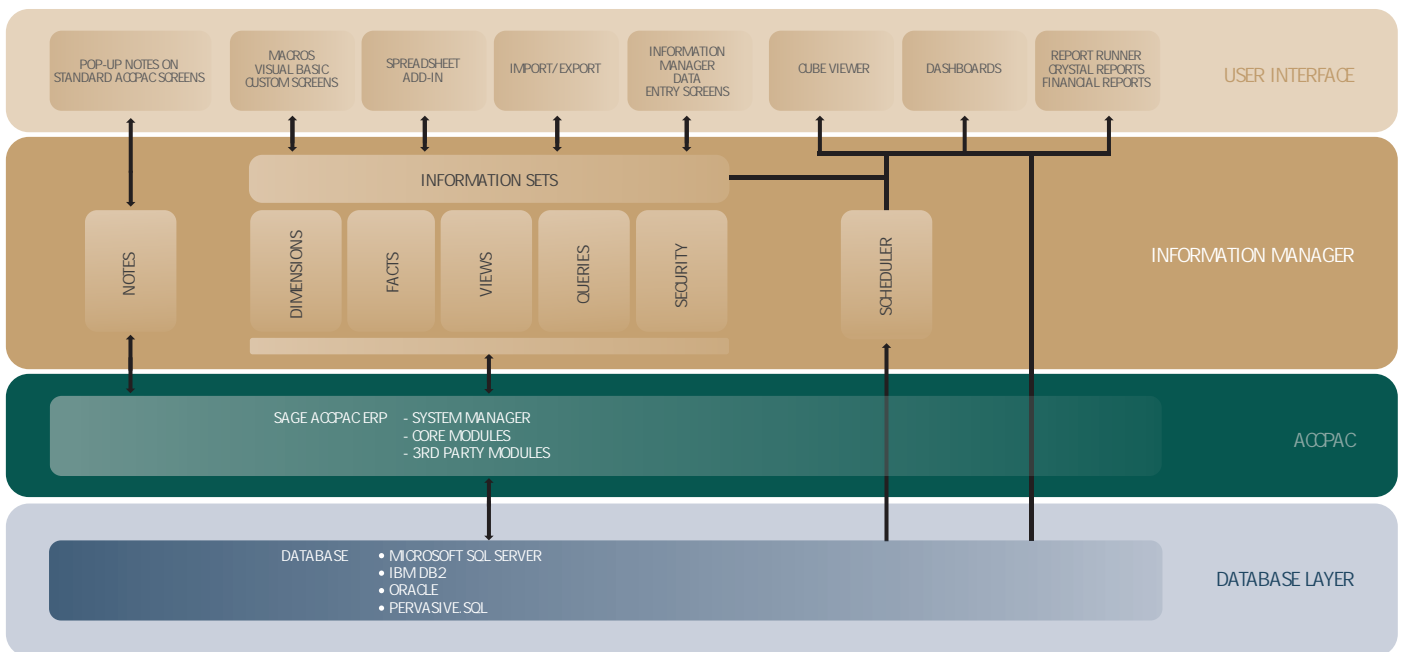 POP-UP NOTES ON
STANDARD ACCPAC SCREENS
MACROS
VISUAL BASIC
CUSTOM SCREENS
SPREADSHEET
ADD-IN
IMPORT/EXPORT
INFORMATION
MANAGER
DATA
ENTRY SCREENS
CUBE VIEWER
DASHBOARDS
REPORT RUNNER
CRYSTAL REPORTS
FINANCIAL REPORTS
USER INTERFACE
INFORMATION SETS
NOTES
DIMENSIONS
FACTS
VIEWS
QUERIES
SECURITY
SCHEDULER
INFORMATION MANAGER
SAGE ACCPAC ERP - SYSTEM MANAGER
- CORE MODULES
- 3RD PARTY MODULES
ACCPAC
DATABASE • MICROSOFT SQL SERVER
• IBM DB2
• ORACLE
• PERVASIVE.SQL
DATABASE LAYER